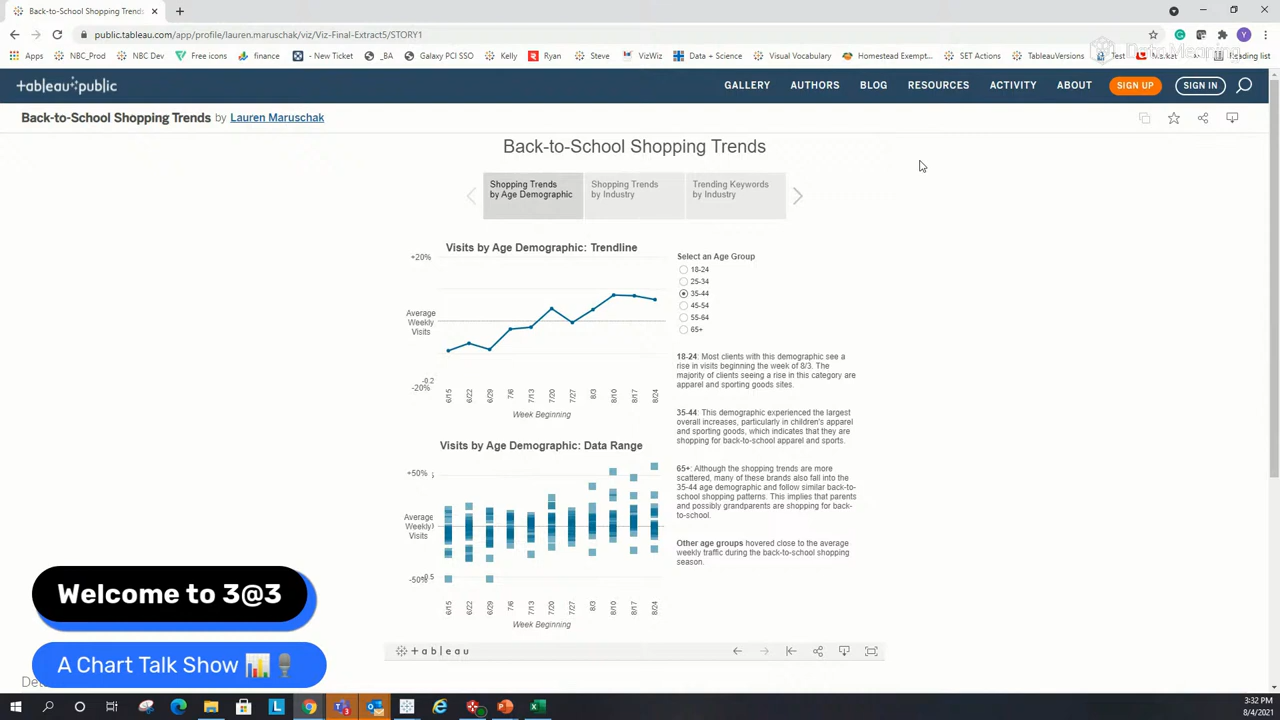 Back-to-School Shopping Trends
public.tableau.com/app/profile/lauren.maruschak/viz/Viz-Final-Extract5/STORY1
Apps
NBC_Prod
NBC Dev
Free icons
finance
- New Ticket
_BA
Galaxy PCI SSO
Kelly
Ryan
Steve
VizWiz
Data + Science
Visual Vocabulary
Homestead Exempt...
SET Actions
TableauVersions
Test
Reading list
Data Meaning
+ableau+public
GALLERY
AUTHORS
BLOG
RESOURCES
ACTIVITY
ABOUT
SIGN UP
SIGN IN
Back-to-School Shopping Trends by Lauren Maruschak
Back-to-School Shopping Trends
Shopping Trends
by Age Demographic
Shopping Trends
by Industry
Trending Keywords
by Industry
Visits by Age Demographic: Trendline
+20%
Average
Weekly
Visits
-0.2
-20%
6/15
6/22
6/29
7/6
7/13
7/20
7/27
8/3
8/10
8/17
8/24
Week Beginning
Select an Age Group
18-24
25-34
35-44
45-54
55-64
65+
18-24: Most clients with this demographic see a
rise in visits beginning the week of 8/3. The
majority of clients seeing a rise in this category are
apparel and sporting goods sites.
35-44: This demographic experienced the largest
overall increases, particularly in children's apparel
and sporting goods, which indicates that they are
shopping for back-to-school apparel and sports.
65+: Although the shopping trends are more
scattered, many of these brands also fall into the
35-44 age demographic and follow similar back-to-
school shopping patterns. This implies that parents
and possibly grandparents are shopping for back-
to-school.
Other age groups hovered close to the average
weekly traffic during the back-to-school shopping
season.
Visits by Age Demographic: Data Range
+50%
Average
Weekly
Visits
-50%
6/15
6/22
6/29
7/6
7/13
7/20
7/27
8/3
8/10
8/17
8/24
Week Beginning
+ableau
Welcome to 3@3
A Chart Talk Show
3:32 PM
8/4/2021